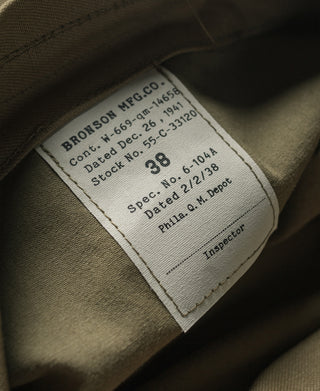 BRONSON MFG.CO.
Cont. W-669-qm-14658
Dated Dec. 26, 1941
Stock No. 55-C-33120
38
Spec. No. 6-104A
Dated 2/2/38
Phila. Q. M. Depot
Inspector